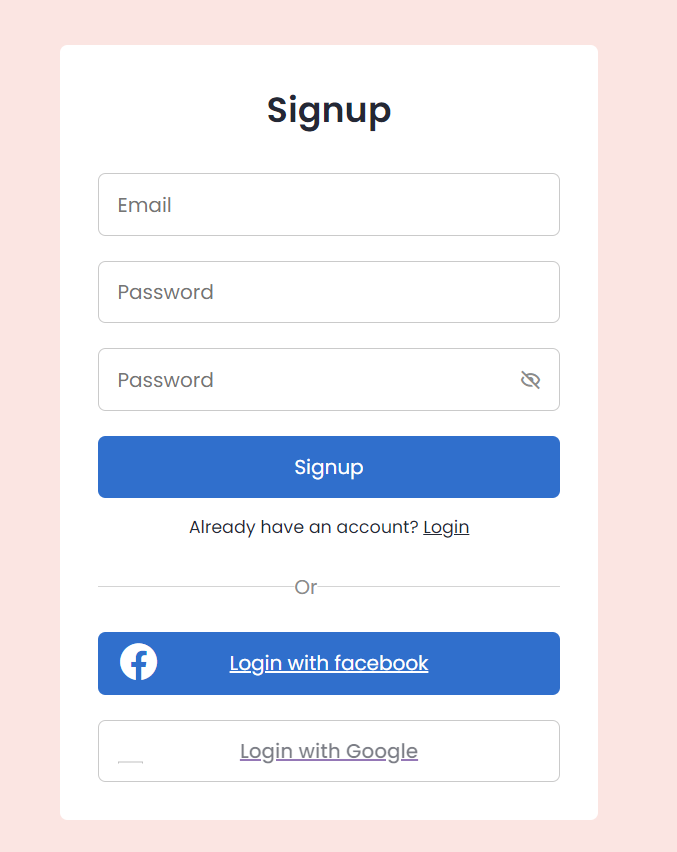 Signup
Email
Password
Password
Signup
Already have an account? Login
Or
Login with facebook
Login with Google